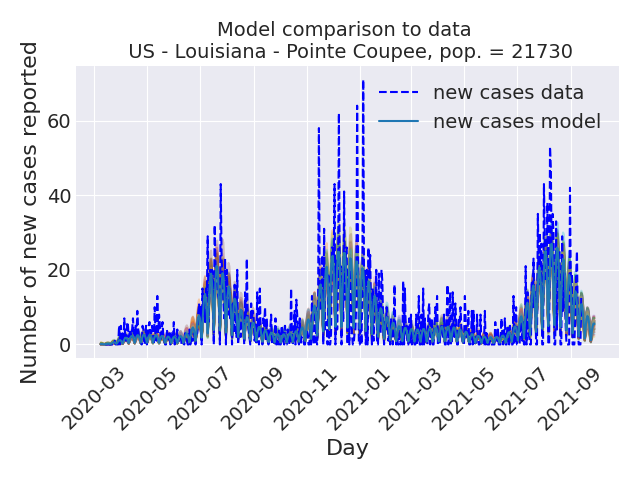 Model comparison to data
US - Louisiana - Pointe Coupee, pop. = 21730
Number of new cases reported
60
40
20
0
new cases data
new cases model
2020-03
2020-05
2020-07
2020-09
2020-11
2021-01
2021-03
2021-05
2021-07
2021-09
Day